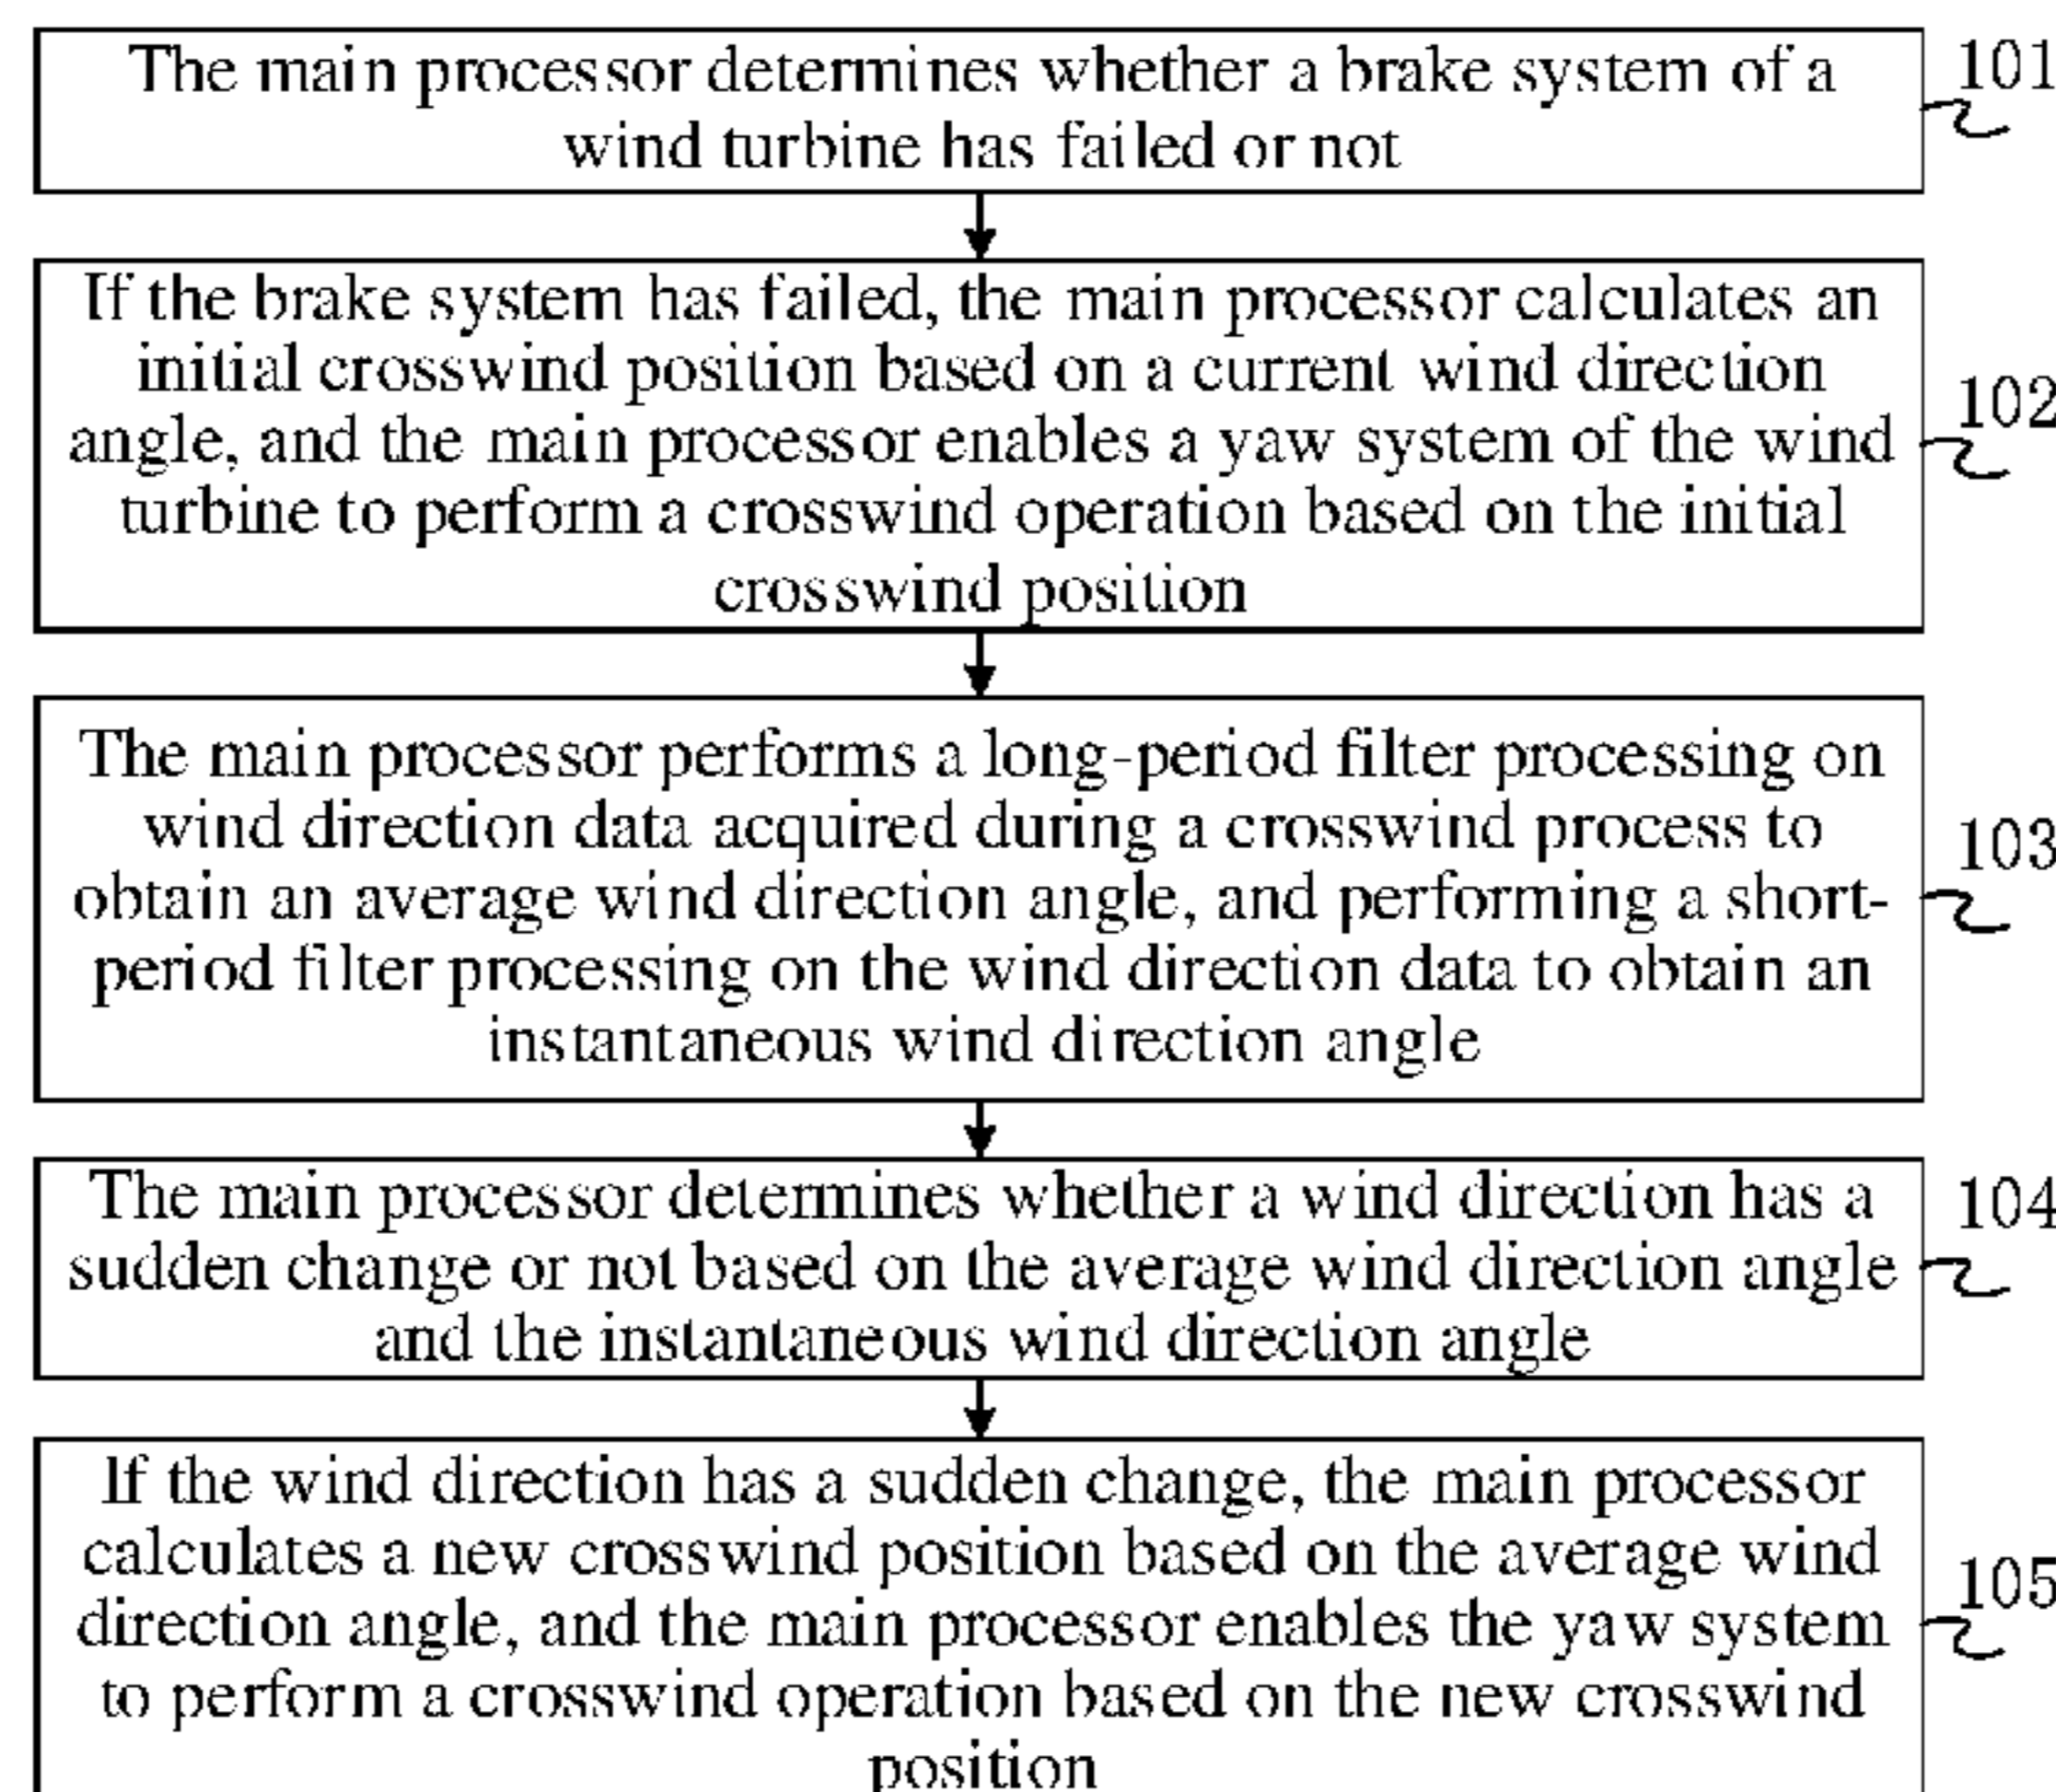 The main processor determines whether a brake system of a
wind turbine has failed or not
101
If the brake system has failed, the main processor calculates an
initial crosswind position based on a current wind direction
angle, and the main processor enables a yaw system of the wind
turbine to perform a crosswind operation based on the initial
crosswind position
102
The main processor performs a long-period filter processing on
wind direction data acquired during a crosswind process to
obtain an average wind direction angle, and performing a short-
period filter processing on the wind direction data to obtain an
instantaneous wind direction angle
103
The main processor determines whether a wind direction has a
sudden change or not based on the average wind direction angle
and the instantaneous wind direction angle
104
If the wind direction has a sudden change, the main processor
calculates a new crosswind position based on the average wind
direction angle, and the main processor enables the yaw system
to perform a crosswind operation based on the new crosswind
position
105